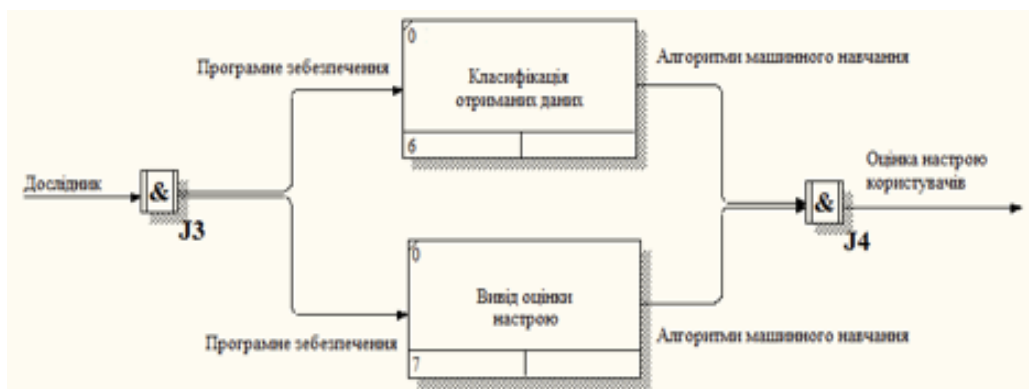 0
Програмне зебезпечення
Алгоритми машинного навчання
Класифікація
отриманих даних
6
Дослідник
&
J3
Оцінка настрою
користувачів
&
J4
0
Вивід оцінки
настрою
Програмне зебезпечення
7
Алгоритми машинного навчання